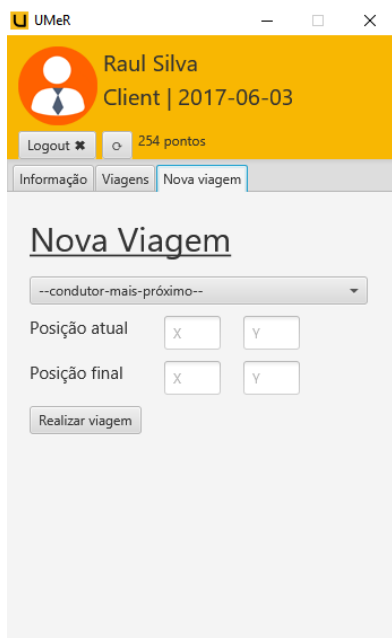 UMeR
Raul Silva
Client | 2017-06-03
Logout ✖ ⟳ 254 pontos
Informação Viagens Nova viagem
Nova Viagem
--condutor-mais-próximo--
Posição atual X Y
Posição final X Y
Realizar viagem